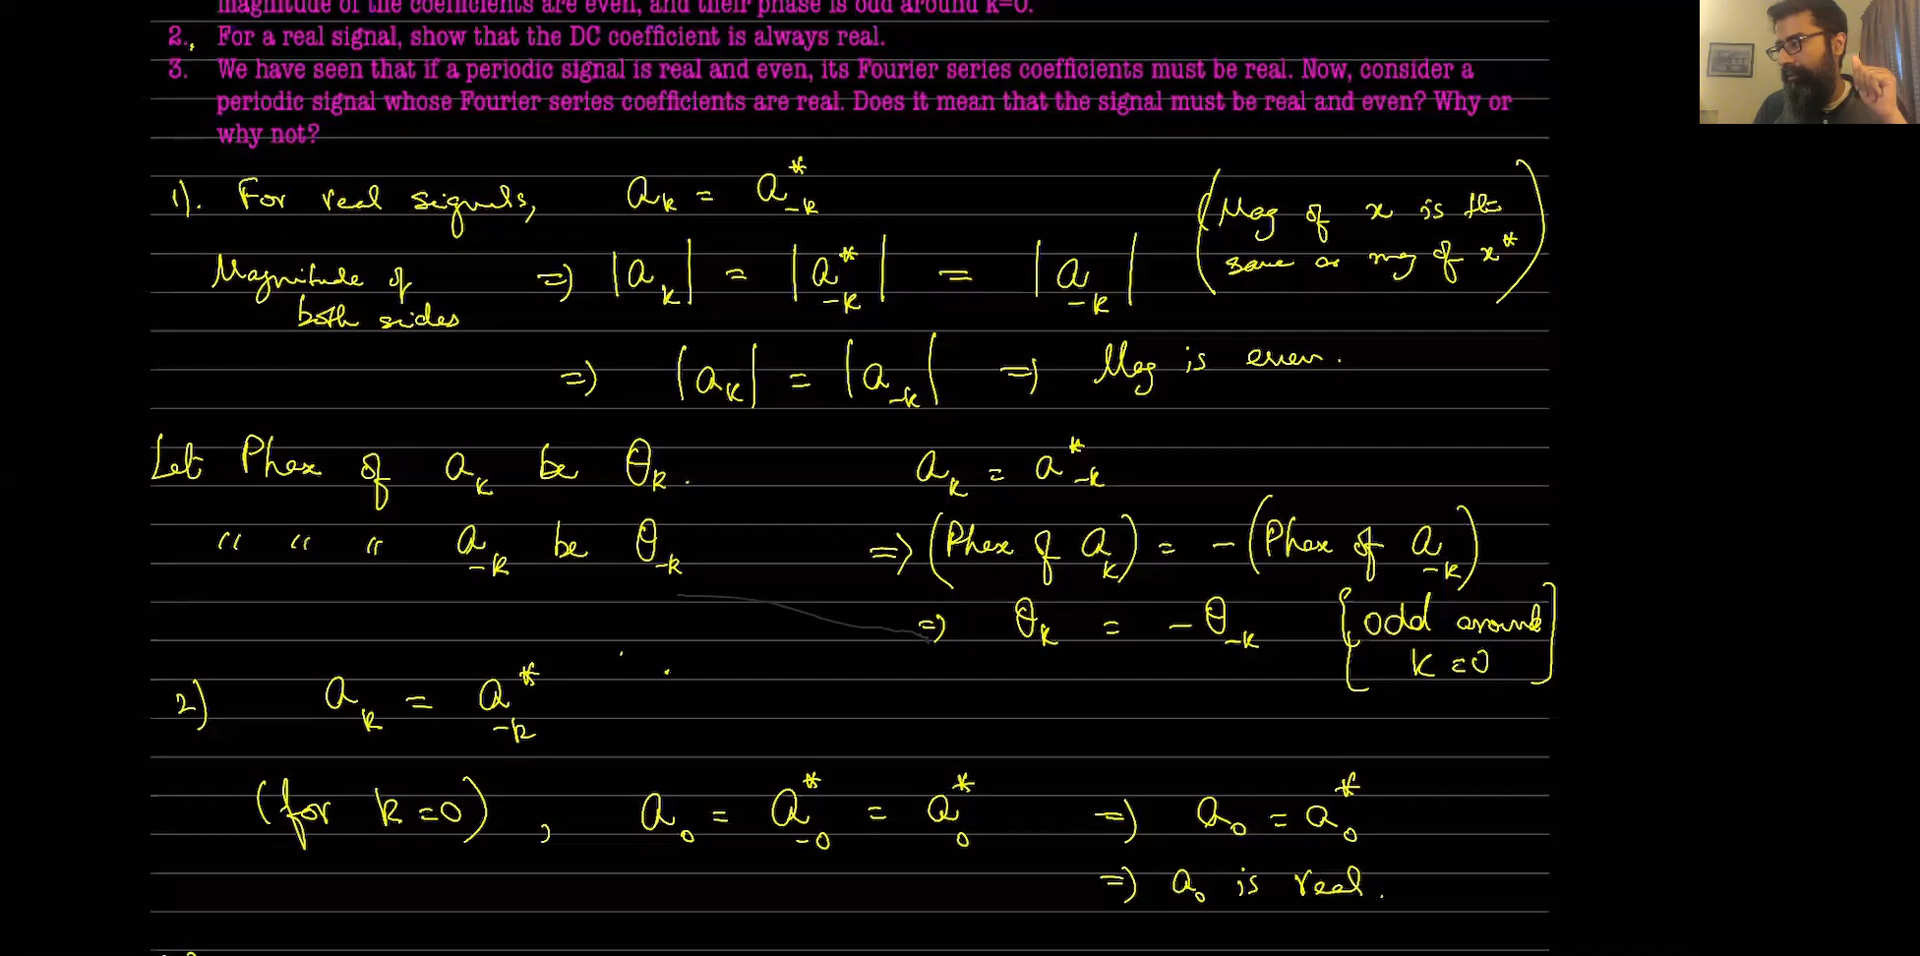 magnitude of the coefficients are even, and their phase is odd around k=0.
2. For a real signal, show that the DC coefficient is always real.
3. We have seen that if a periodic signal is real and even, its Fourier series coefficients must be real. Now, consider a
periodic signal whose Fourier series coefficients are real. Does it mean that the signal must be real and even? Why or
why not?
1). For real signals, a_k = a*_{-k}
(Mag of x is the
same as mag of x*)
Magnitude of
both sides
=> |a_k| = |a*_{-k}| = |a_{-k}|
=> |a_k| = |a_{-k}| => Mag is even.
Let Phase of a_k be θ_k.
" " " a_{-k} be θ_{-k}
a_k = a*_{-k}
=> (Phase of a_k) = -(Phase of a_{-k})
=> θ_k = -θ_{-k} [odd around
k=0]
2) a_k = a*_{-k}
(for k=0), a_0 = a*_{-0} = a*_0 => a_0 = a*_0
=> a_0 is real.